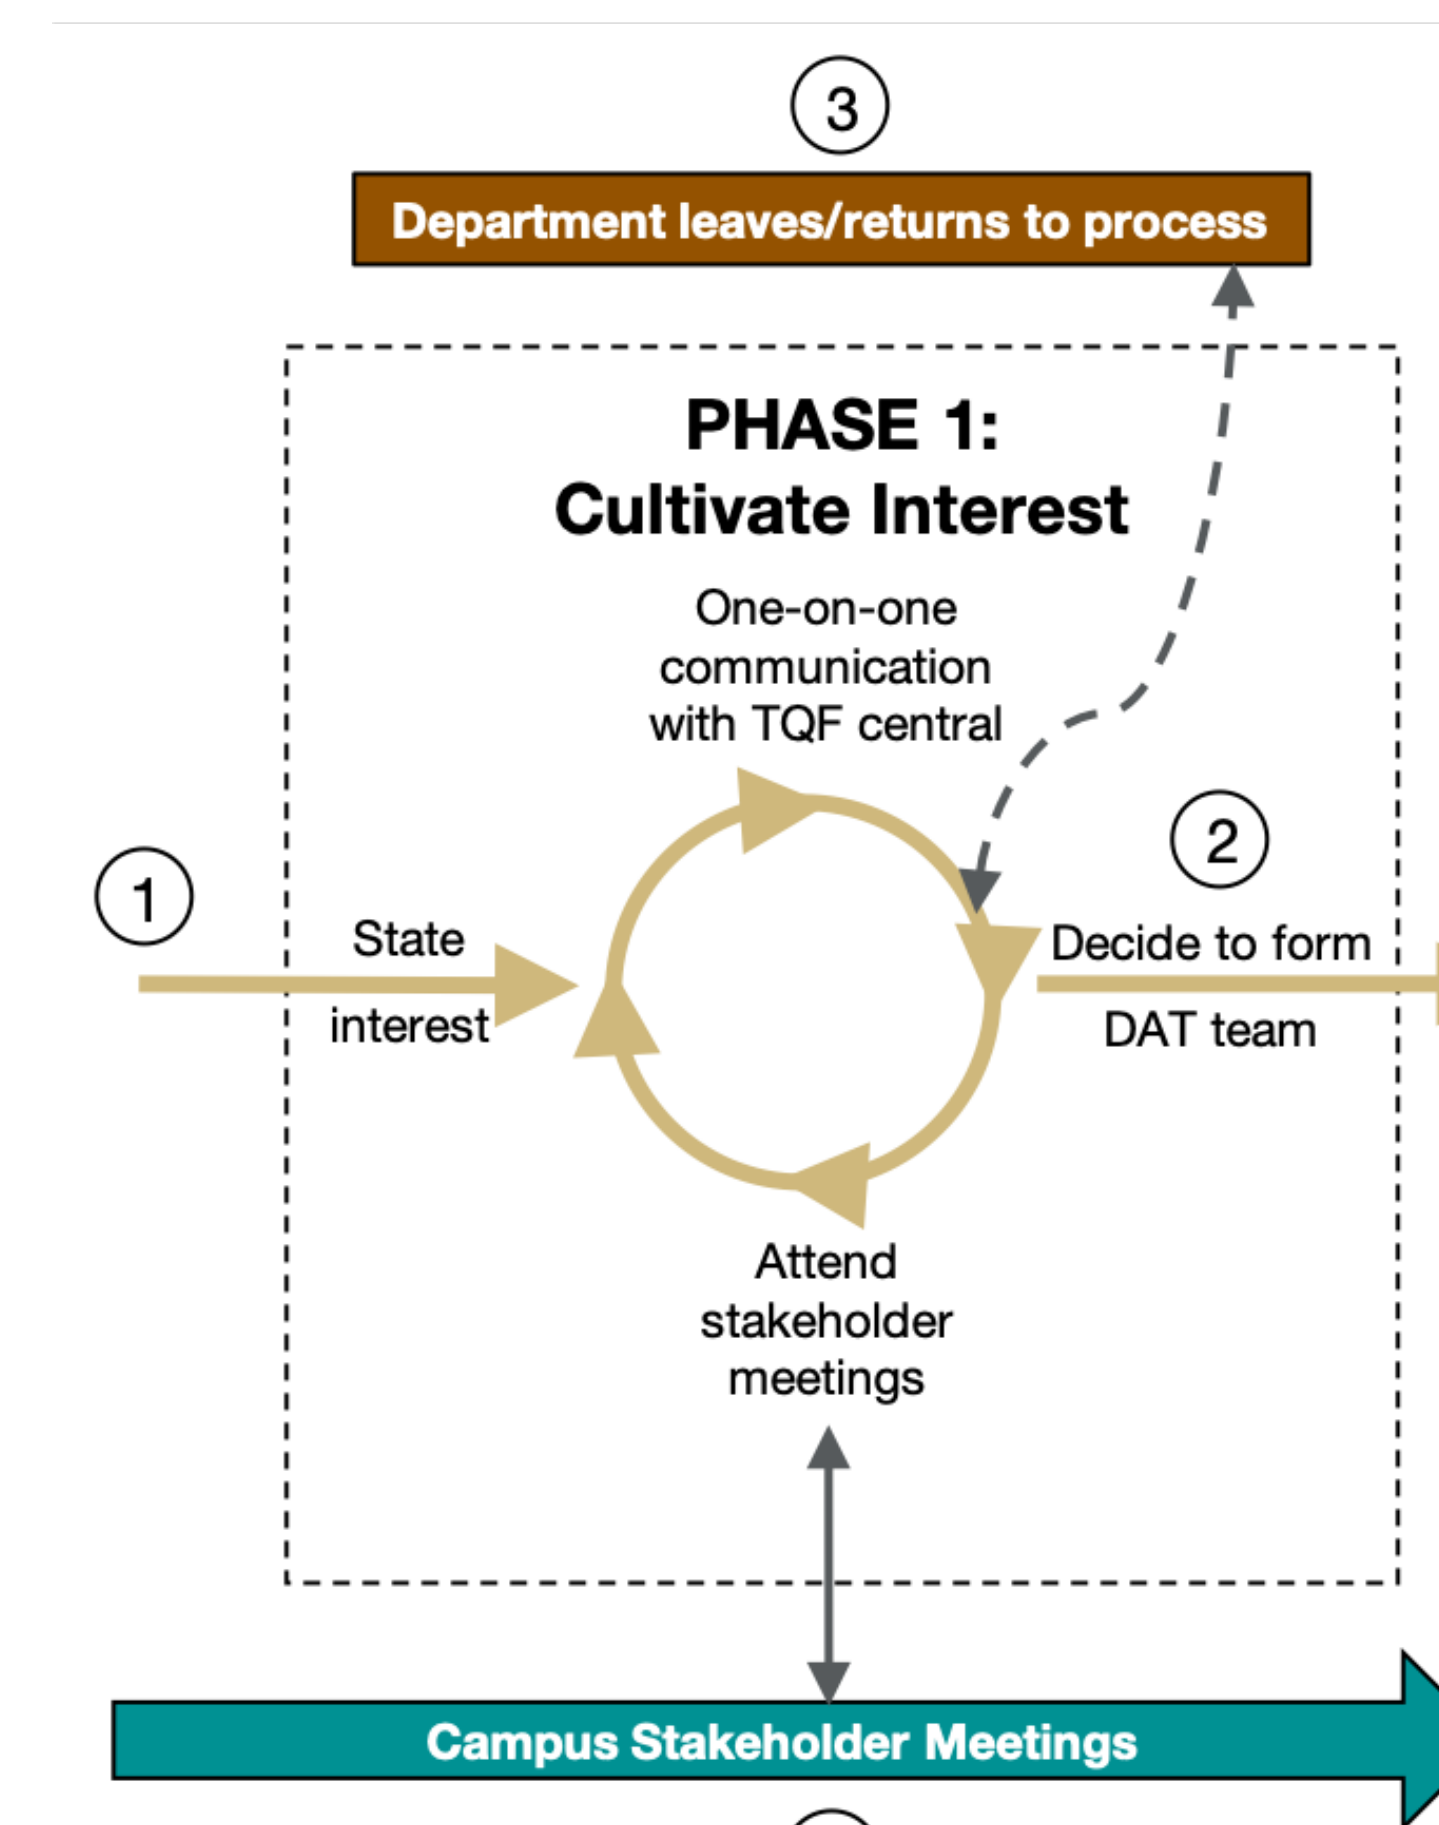 3
Department leaves/returns to process
PHASE 1:
Cultivate Interest
One-on-one
communication
with TQF central
1
2
State
interest
Decide to form
DAT team
Attend
stakeholder
meetings
Campus Stakeholder Meetings